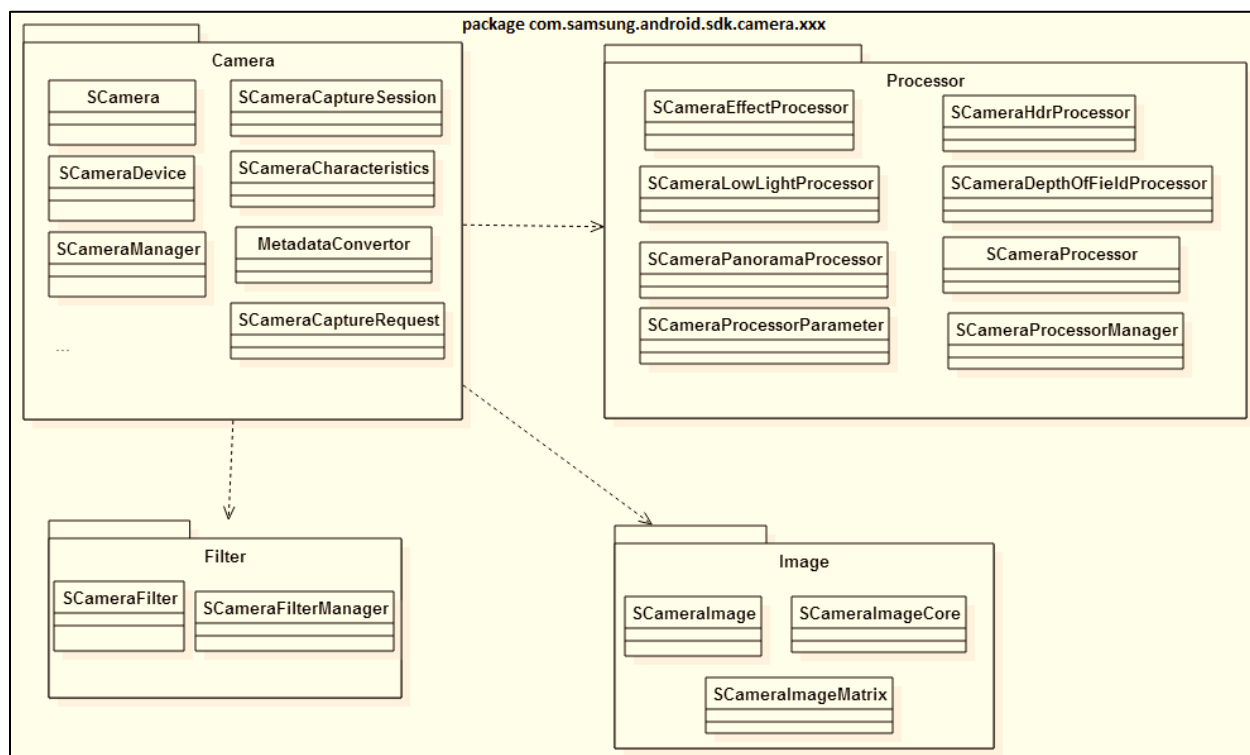 package com.samsung.android.sdk.camera.xxx
Camera
SCamera
SCameraCaptureSession
SCameraDevice
SCameraCharacteristics
SCameraManager
MetadataConvertor
SCameraCaptureRequest
...
Processor
SCameraEffectProcessor
SCameraHdrProcessor
SCameraLowLightProcessor
SCameraDepthOfFieldProcessor
SCameraPanoramaProcessor
SCameraProcessor
SCameraProcessorParameter
SCameraProcessorManager
Filter
SCameraFilter
SCameraFilterManager
Image
SCameraImage
SCameraImageCore
SCameraImageMatrix